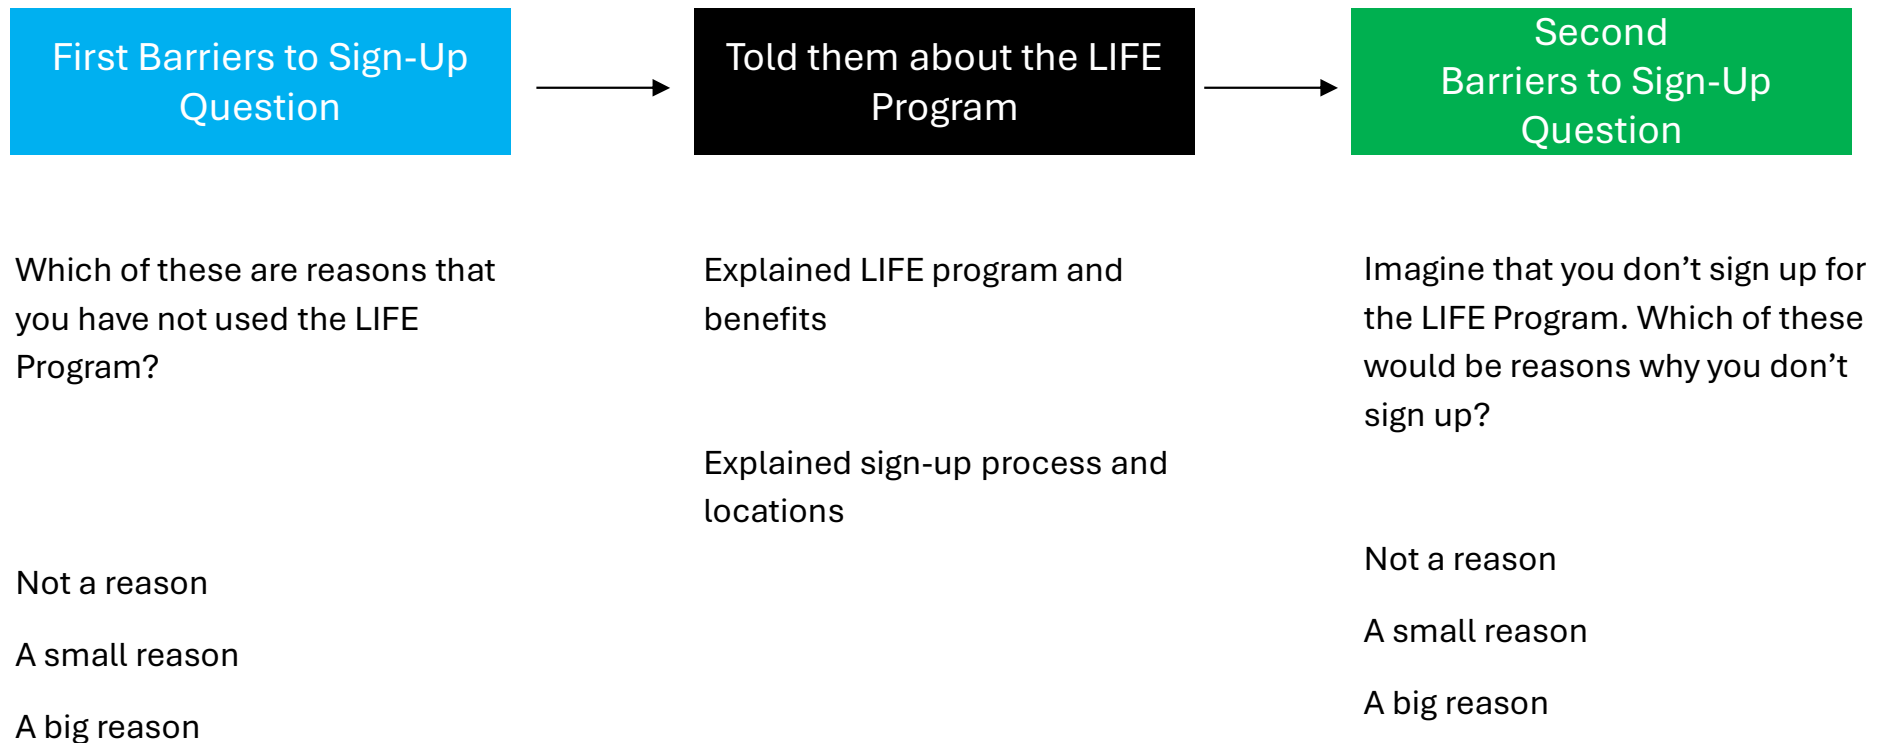 First Barriers to Sign-Up
Question
Told them about the LIFE
Program
Second
Barriers to Sign-Up
Question
Which of these are reasons that
you have not used the LIFE
Program?
Not a reason
A small reason
A big reason
Explained LIFE program and
benefits
Explained sign-up process and
locations
Imagine that you don’t sign up for
the LIFE Program. Which of these
would be reasons why you don’t
sign up?
Not a reason
A small reason
A big reason